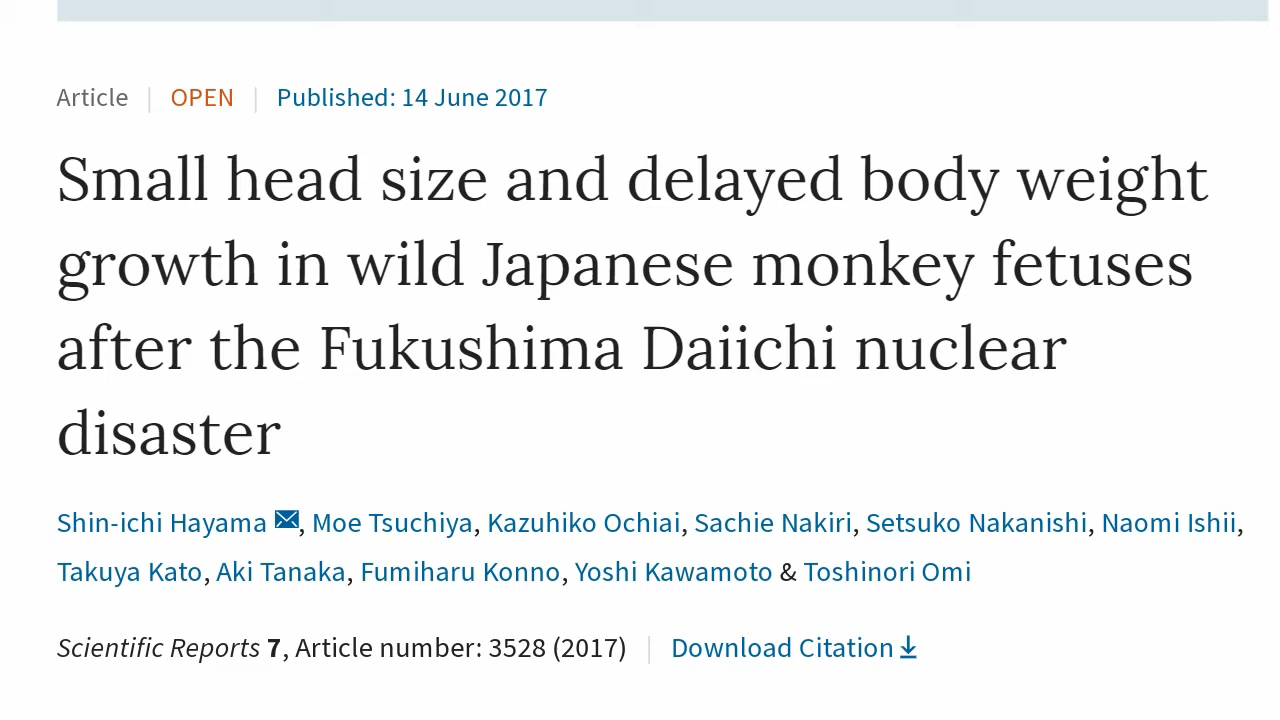 Article | OPEN | Published: 14 June 2017
Small head size and delayed body weight
growth in wild Japanese monkey fetuses
after the Fukushima Daiichi nuclear
disaster
Shin-ichi Hayama, Moe Tsuchiya, Kazuhiko Ochiai, Sachie Nakiri, Setsuko Nakanishi, Naomi Ishii,
Takuya Kato, Aki Tanaka, Fumiharu Konno, Yoshi Kawamoto & Toshinori Omi
Scientific Reports 7, Article number: 3528 (2017) | Download Citation